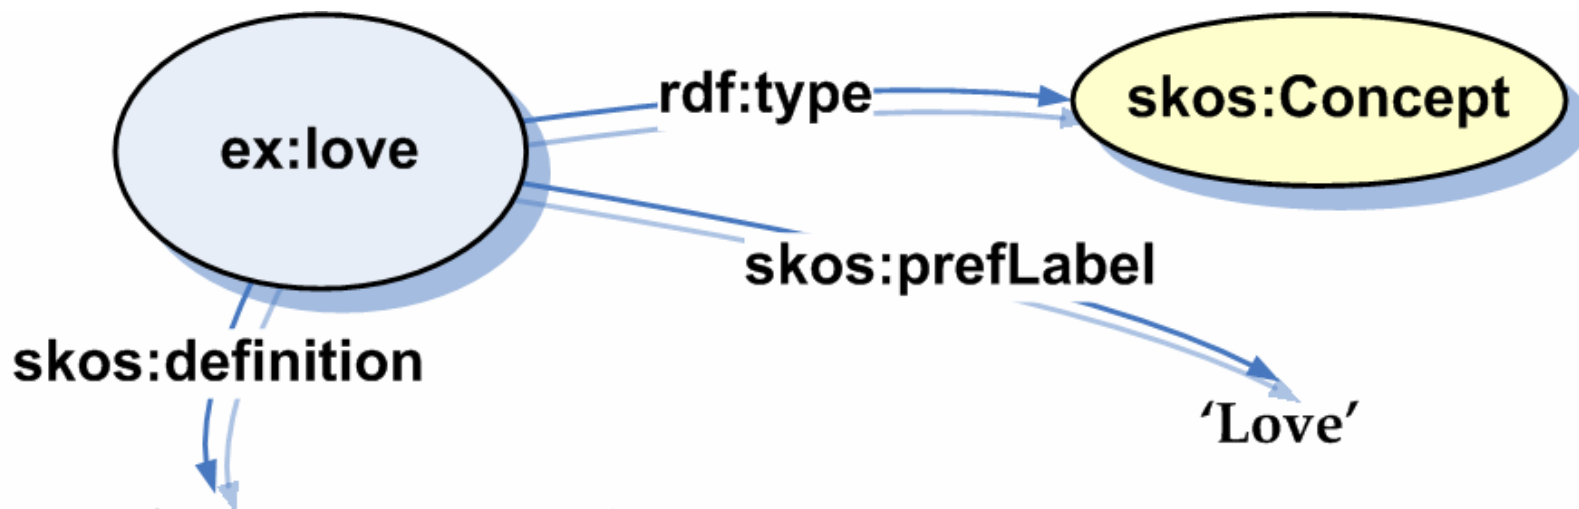 rdf:type
skos:Concept
ex:love
skos:prefLabel
skos:definition
‘Love’